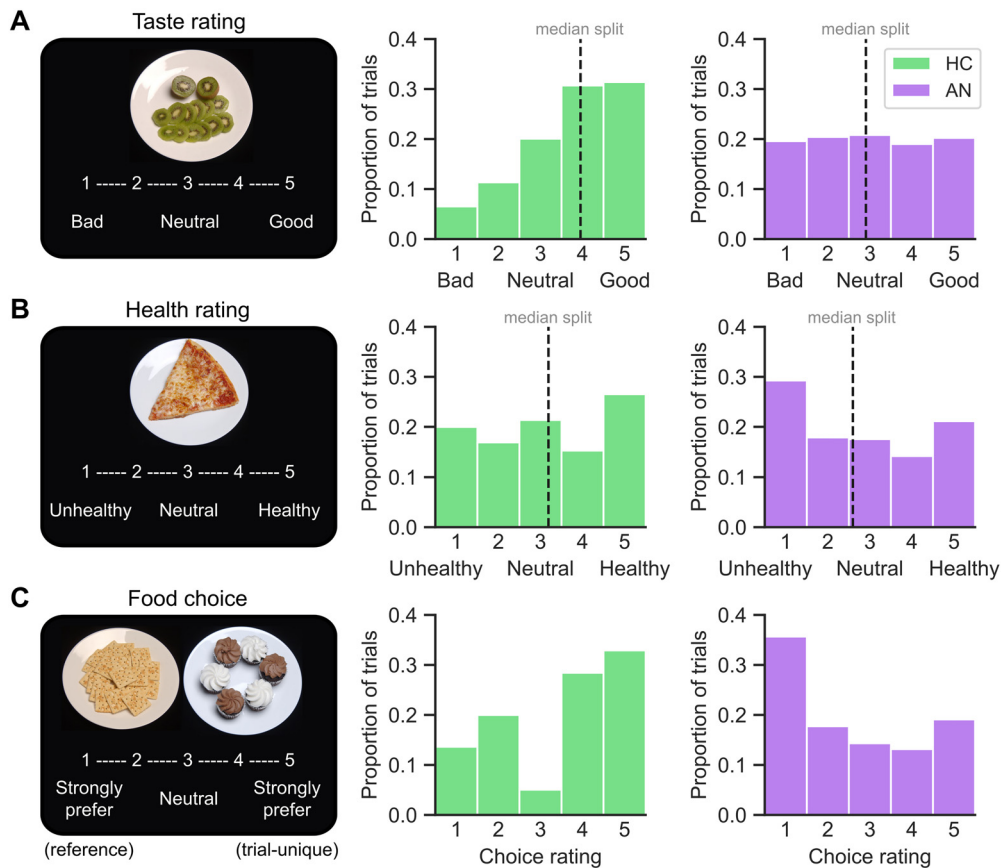 A
Taste rating
1 ----- 2 ----- 3 ----- 4 ----- 5
Bad Neutral Good
median split
Proportion of trials
0.4
0.3
0.2
0.1
0.0
1 2 3 4 5
Bad Neutral Good
median split
Proportion of trials
0.4
0.3
0.2
0.1
0.0
1 2 3 4 5
Bad Neutral Good
HC
AN
B
Health rating
1 ----- 2 ----- 3 ----- 4 ----- 5
Unhealthy Neutral Healthy
median split
Proportion of trials
0.4
0.3
0.2
0.1
0.0
1 2 3 4 5
Unhealthy Neutral Healthy
median split
Proportion of trials
0.4
0.3
0.2
0.1
0.0
1 2 3 4 5
Unhealthy Neutral Healthy
C
Food choice
1 ----- 2 ----- 3 ----- 4 ----- 5
Strongly prefer Neutral Strongly prefer
(reference) (trial-unique)
Proportion of trials
0.4
0.3
0.2
0.1
0.0
1 2 3 4 5
Choice rating
Proportion of trials
0.4
0.3
0.2
0.1
0.0
1 2 3 4 5
Choice rating